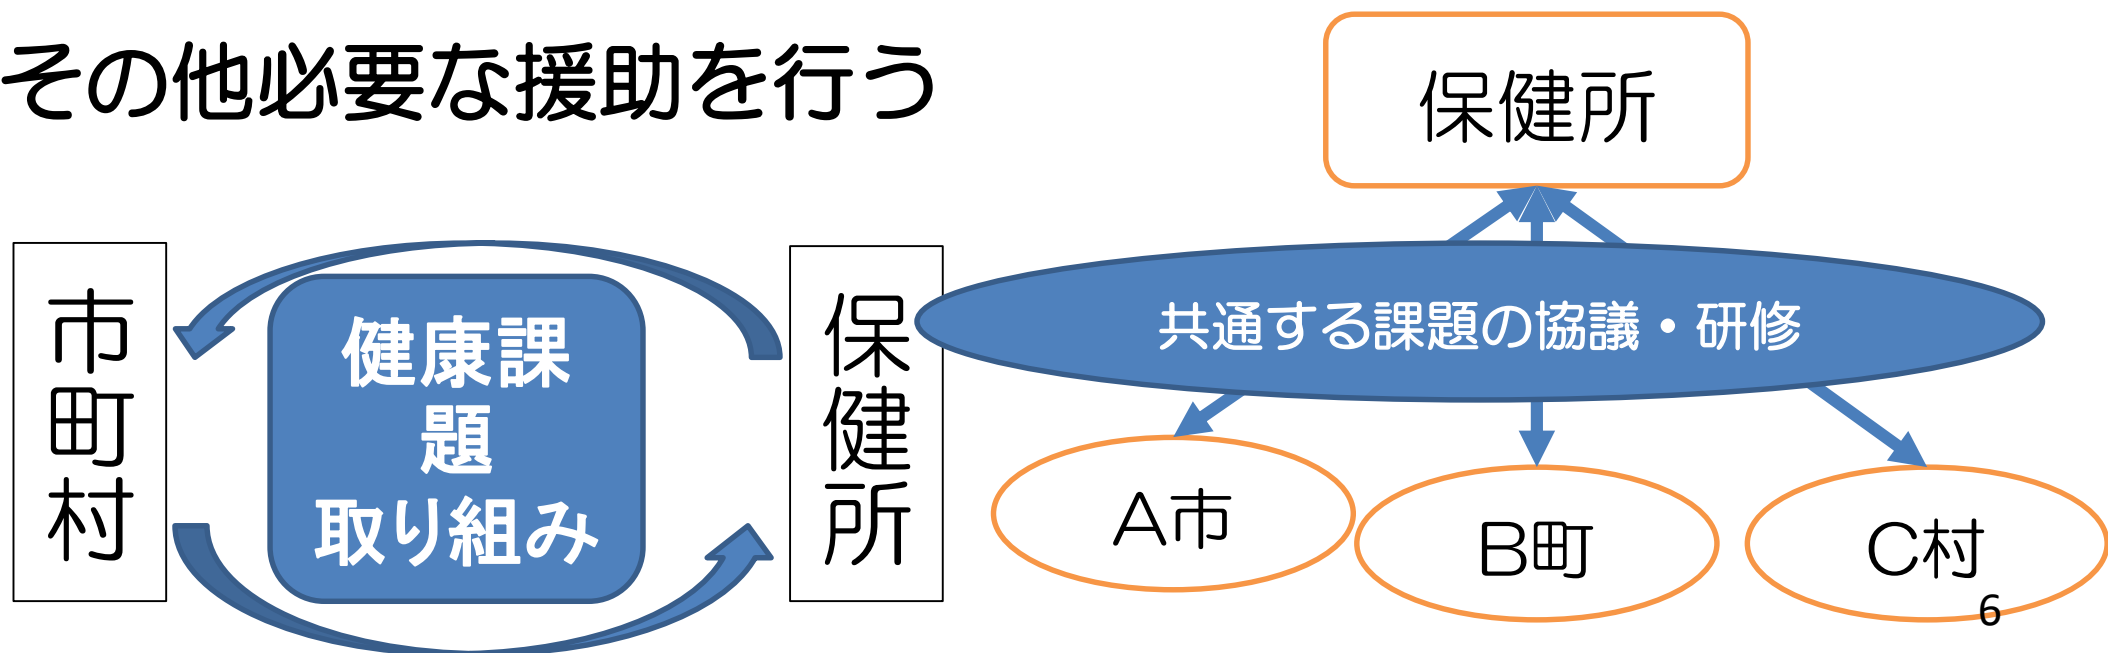 その他必要な援助を行う
市町村
健康課
題
取り組み
保健所
保健所
共通する課題の協議・研修
A市
B町
C村
6